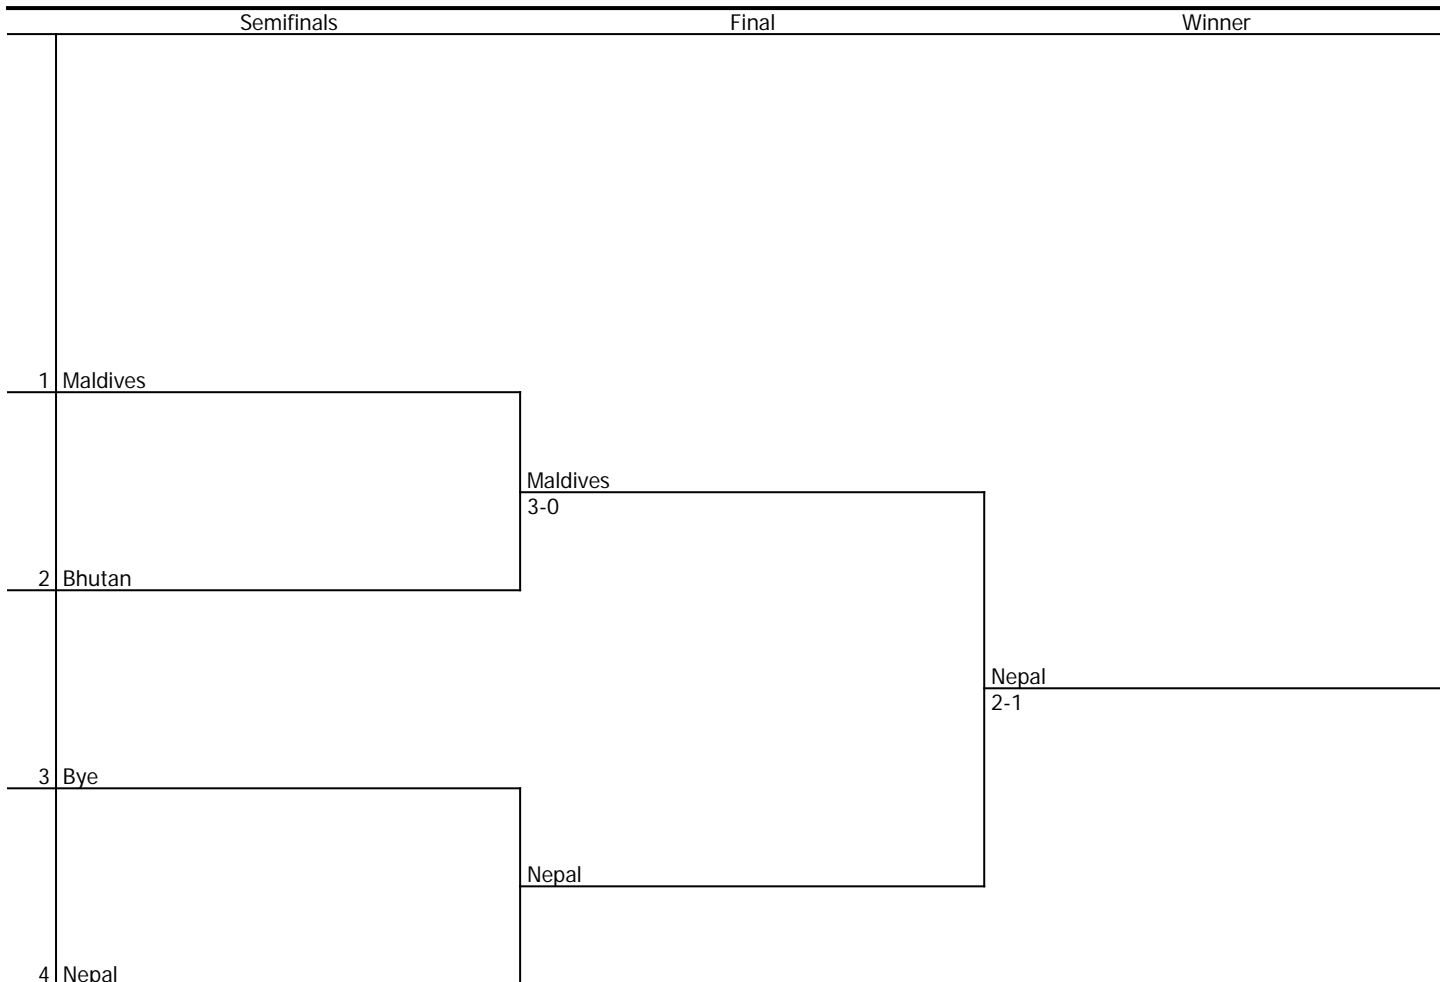 Semifinals Final Winner
1 Maldives
Maldives
3-0
2 Bhutan
Nepal
2-1
3 Bye
Nepal
4 Nepal